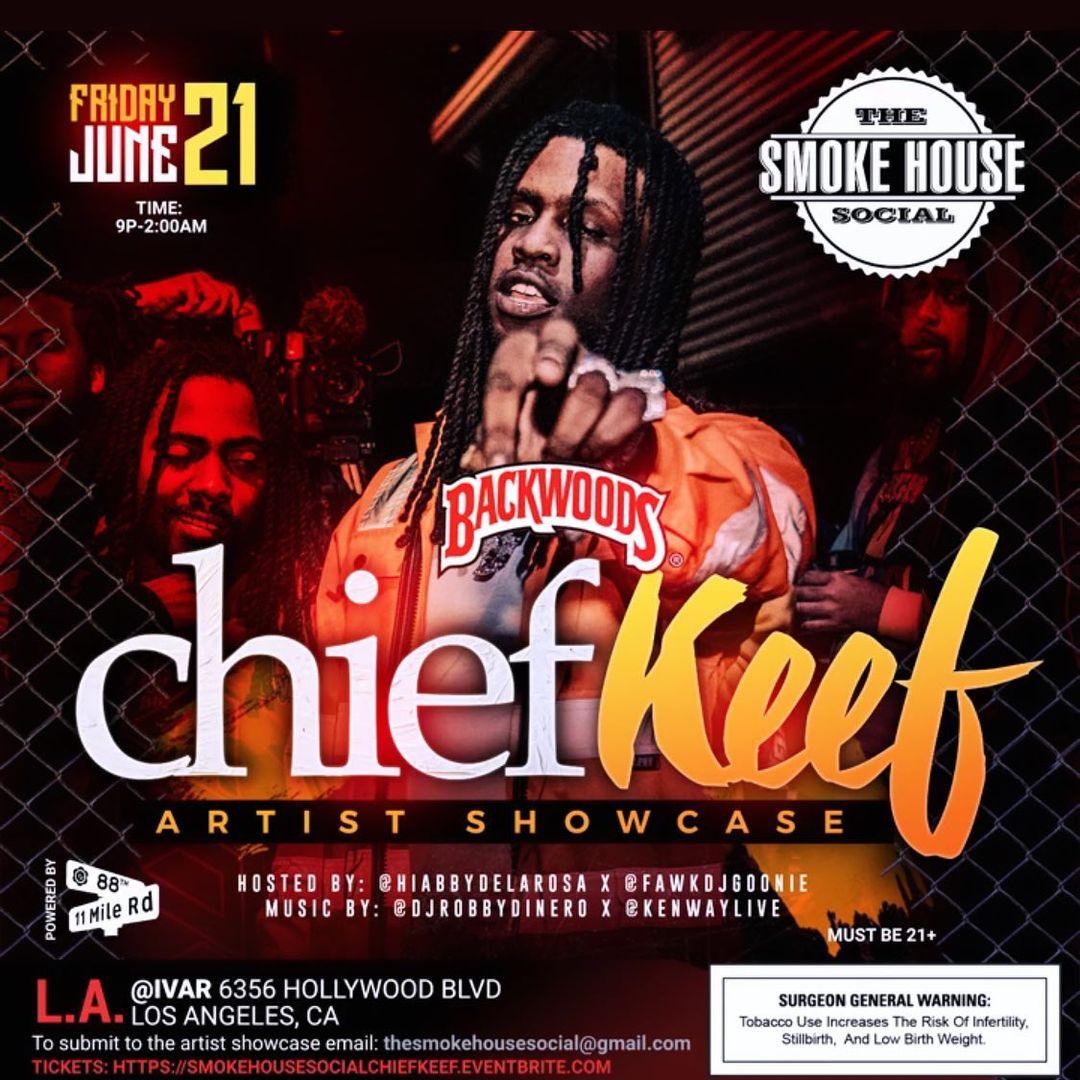 FRIDAY
JUNE 21
TIME:
9P-2:00AM
THE
SMOKE HOUSE
SOCIAL
BACKWOODS®
chief Keef
ARTIST SHOWCASE
HOSTED BY: @HIABBYDELAROSA X @FAWKDJGOONIE
MUSIC BY: @DJROBBYDINERO X @KENWAYLIVE
POWERED BY
88TH
11 Mile Rd
MUST BE 21+
L.A. @IVAR 6356 HOLLYWOOD BLVD
LOS ANGELES, CA
To submit to the artist showcase email: thesmokehousesocial@gmail.com
TICKETS: HTTPS://SMOKEHOUSESOCIALCHIEFKEEF.EVENTBRITE.COM
SURGEON GENERAL WARNING:
Tobacco Use Increases The Risk Of Infertility,
Stillbirth, And Low Birth Weight.